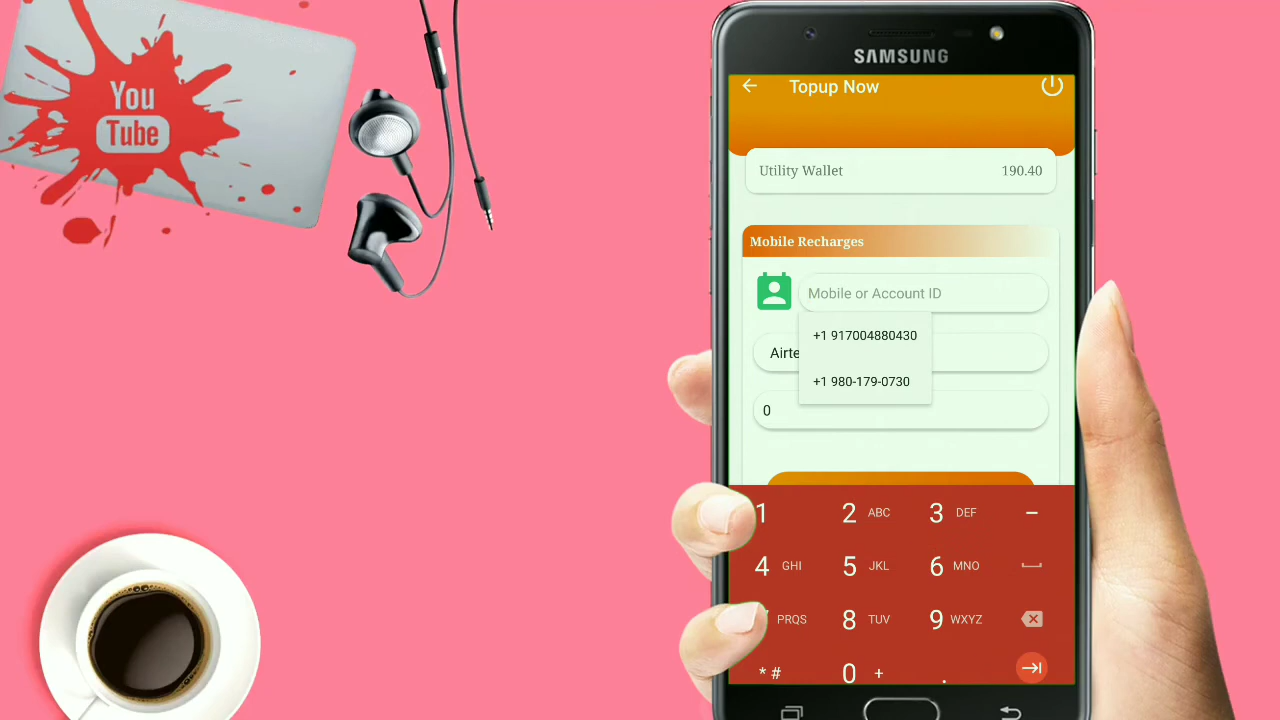 You
Tube
SAMSUNG
Topup Now
Utility Wallet 190.40
Mobile Recharges
Mobile or Account ID
+1 917004880430
Airte
+1 980-179-0730
0
1 2 ABC 3 DEF –
4 GHI 5 JKL 6 MNO
PRQS 8 TUV 9 WXYZ
* # 0 + .